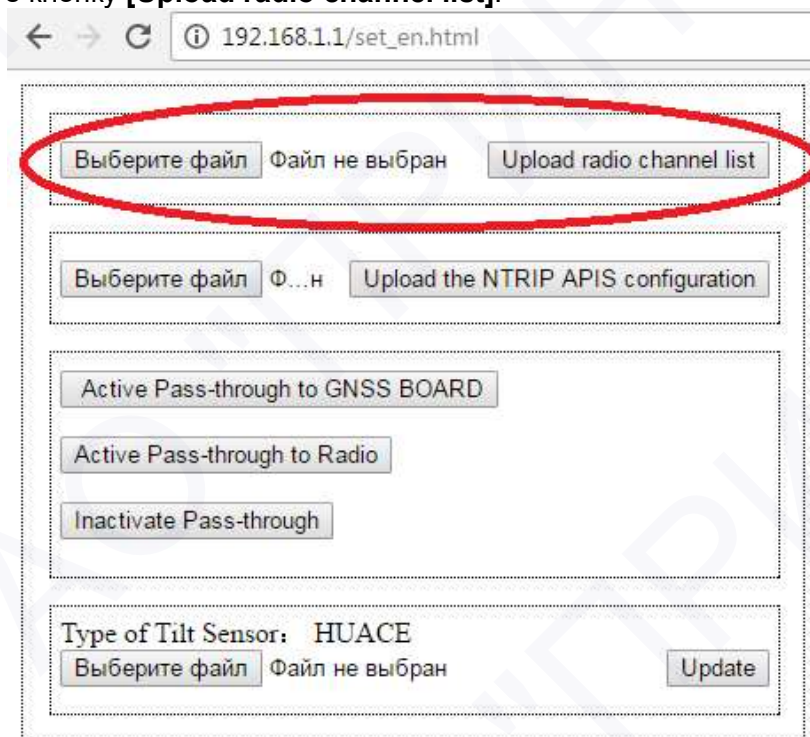 кнопку [Upload radio channel list].
192.168.1.1/set_en.html
Выберите файл Файл не выбран Upload radio channel list
Выберите файл Ф...н Upload the NTRIP APIS configuration
Active Pass-through to GNSS BOARD
Active Pass-through to Radio
Inactivate Pass-through
Type of Tilt Sensor: HUACE
Выберите файл Файл не выбран Update